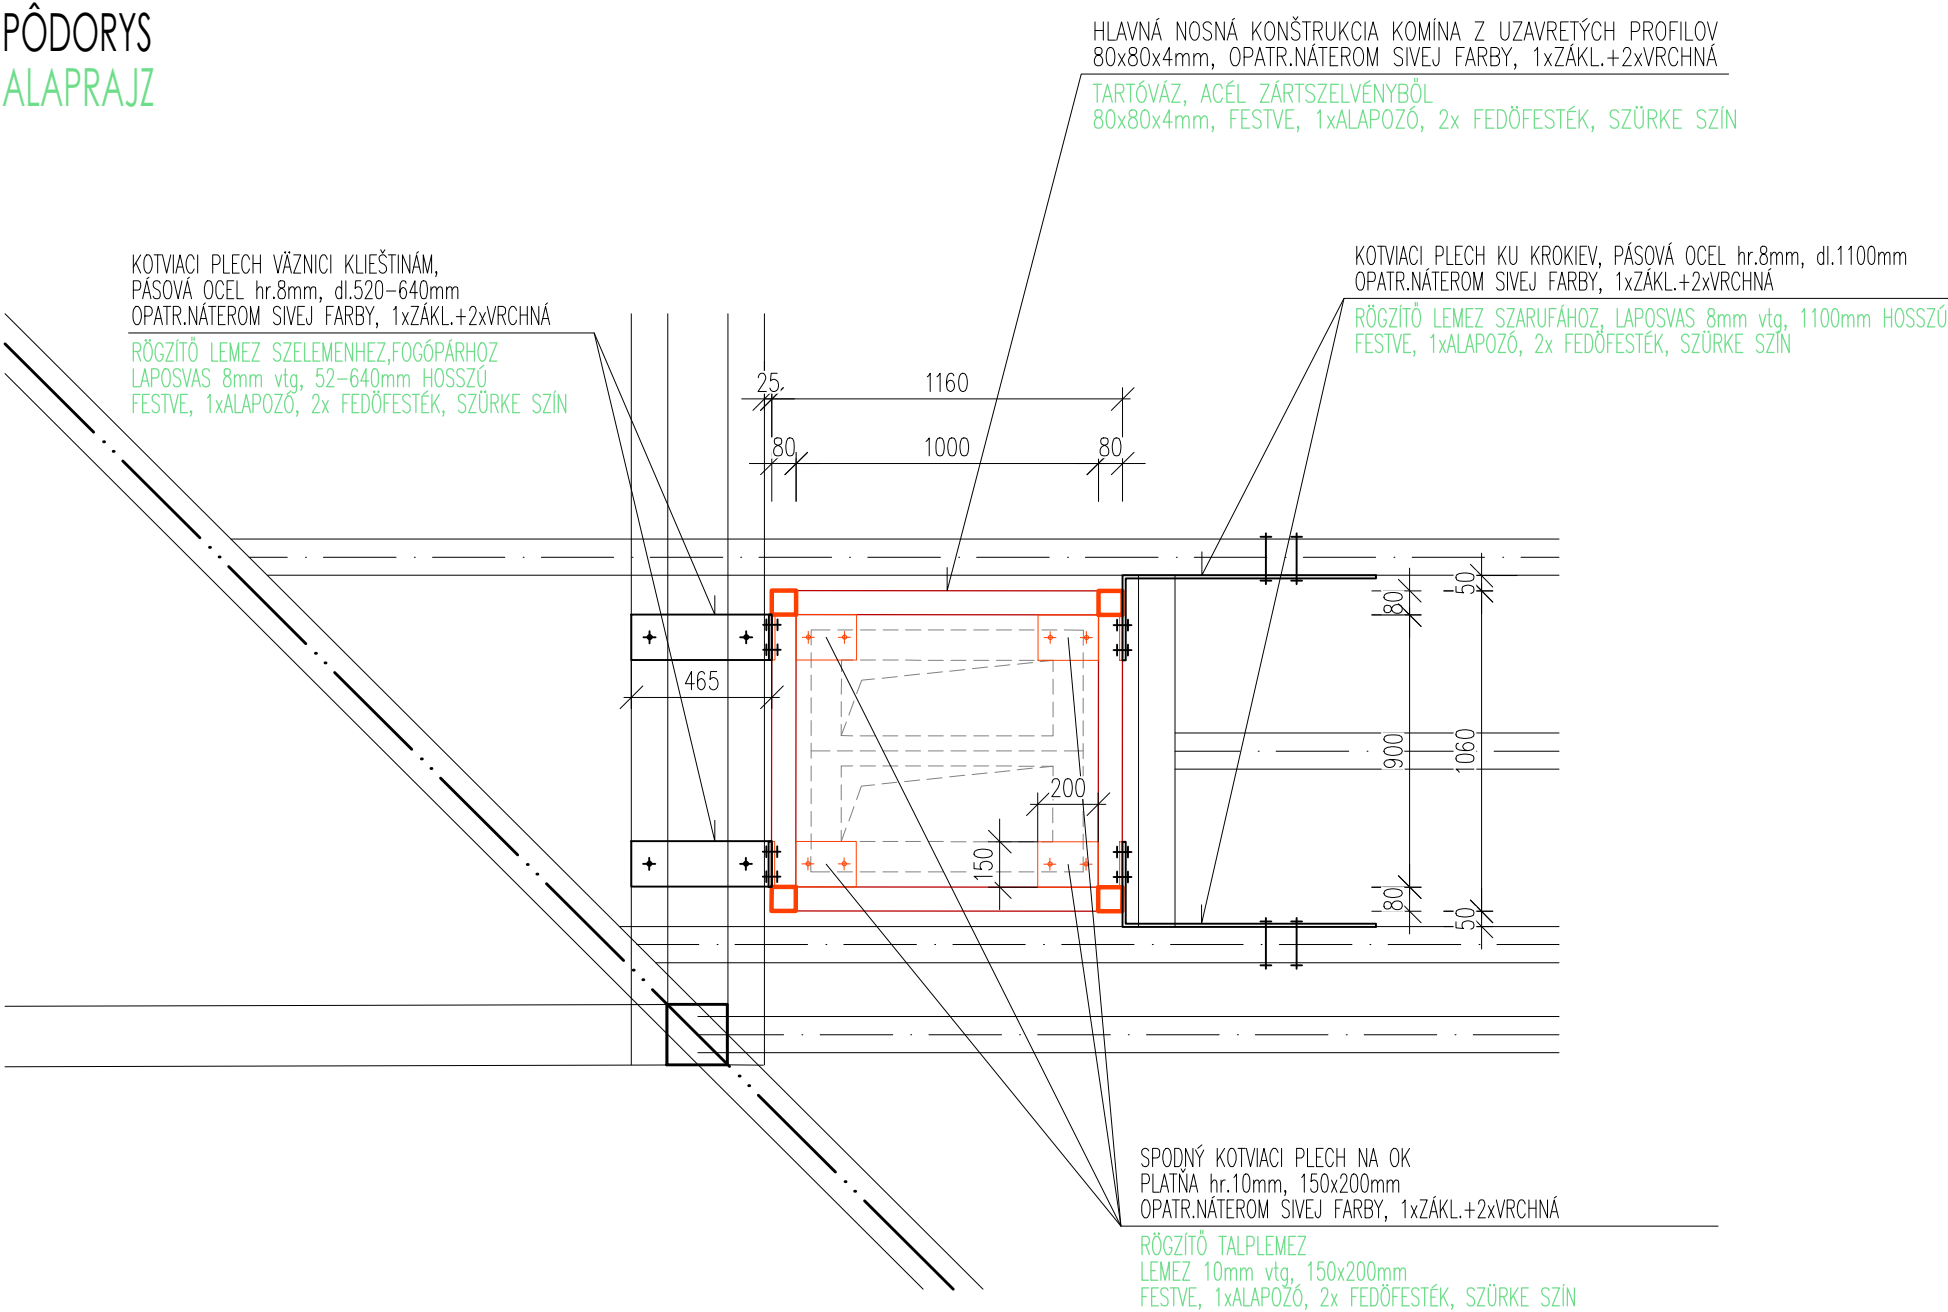 PÔDORYS
ALAPRAJZ
HLAVNÁ NOSNÁ KONŠTRUKCIA KOMÍNA Z UZAVRETÝCH PROFILOV
80x80x4mm, OPATR.NÁTEROM SIVEJ FARBY, 1xZÁKL.+2xVRCHNÁ
TARTÓVÁZ, ACÉL ZÁRTSZELVÉNYBÖL
80x80x4mm, FESTVE, 1xALAPOZÓ, 2x FEDÖFESTÉK, SZÜRKE SZÍN
KOTVIACI PLECH VÄZNICI KLIEŠTINÁM,
PÁSOVÁ OCEL hr.8mm, dl.520-640mm
OPATR.NÁTEROM SIVEJ FARBY, 1xZÁKL.+2xVRCHNÁ
RÖGZÍTŐ LEMEZ SZELEMENHEZ,FOGÓPÁRHOZ
LAPOSVAS 8mm vtg, 52-640mm HOSSZÚ
FESTVE, 1xALAPOZÓ, 2x FEDÖFESTÉK, SZÜRKE SZÍN
KOTVIACI PLECH KU KROKIEV, PÁSOVÁ OCEL hr.8mm, dl.1100mm
OPATR.NÁTEROM SIVEJ FARBY, 1xZÁKL.+2xVRCHNÁ
RÖGZÍTŐ LEMEZ SZARUFÁHOZ, LAPOSVAS 8mm vtg, 1100mm HOSSZÚ
FESTVE, 1xALAPOZÓ, 2x FEDÖFESTÉK, SZÜRKE SZÍN
25
1160
80
1000
80
465
200
150
80
900
80
50
1060
50
SPODNÝ KOTVIACI PLECH NA OK
PLATŇA hr.10mm, 150x200mm
OPATR.NÁTEROM SIVEJ FARBY, 1xZÁKL.+2xVRCHNÁ
RÖGZÍTŐ TALPLEMEZ
LEMEZ 10mm vtg, 150x200mm
FESTVE, 1xALAPOZÓ, 2x FEDÖFESTÉK, SZÜRKE SZÍN